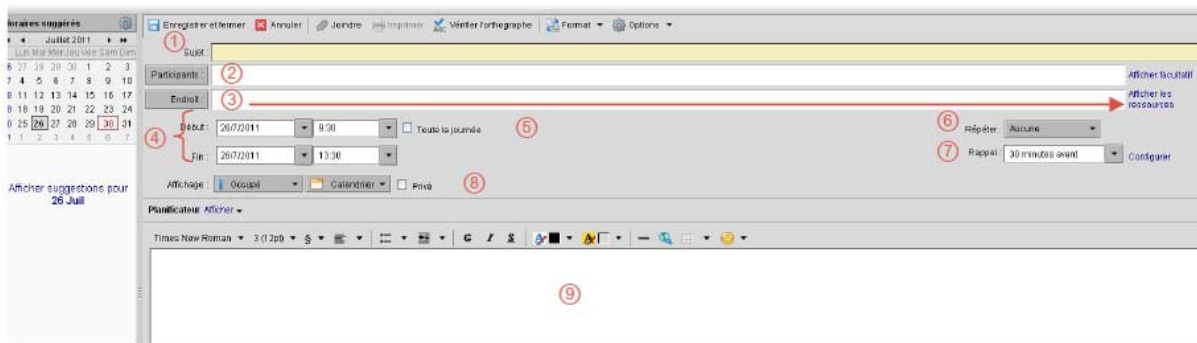 Horaires suggérés
Juillet 2011
Lun Mar Mer Jeu Ven Sam Dim
6 27 28 29 30 1 2 3
7 4 5 6 7 8 9 10
8 11 12 13 14 15 16 17
9 18 19 20 21 22 23 24
0 25 26 27 28 29 30 31
1 1 2 3 4 5 6 7
Afficher suggestions pour
26 Juil
Enregistrer et fermer Annuler Joindre Imprimer Vérifier l'orthographe Format Options
1
Sujet :
Participants : 2 Afficher facultatif
Endroit : 3 Afficher les
ressources
4 Début : 26/7/2011 9:30 Toute la journée 5 6 Répéter : Aucune
Fin : 26/7/2011 13:30 7 Rappel : 30 minutes avant Configurer
Affichage : Occupé Calendrier Privé 8
Planificateur Afficher
Times New Roman 3 (12pt) § G I S
9